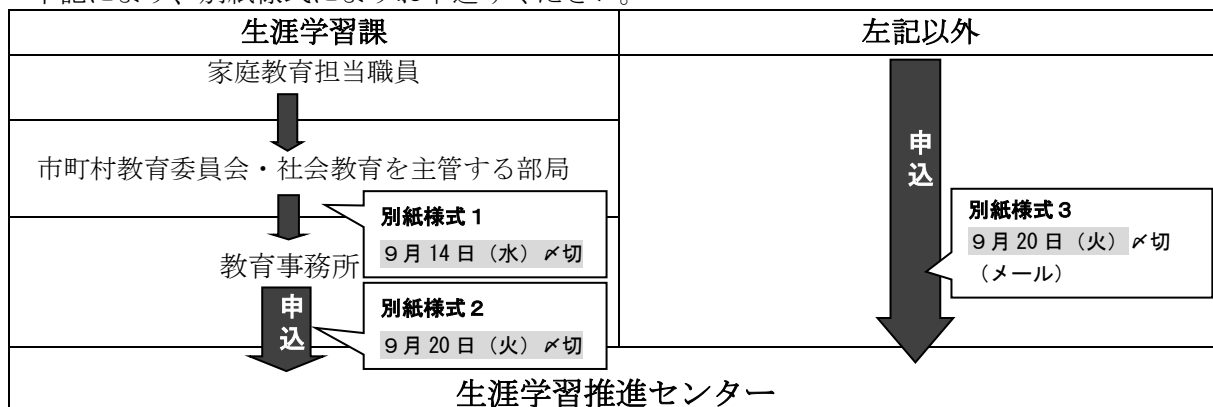 生涯学習課
左記以外
家庭教育担当職員
市町村教育委員会・社会教育を主管する部局
別紙様式1
9月14日（水）〆切
教育事務所
申込
別紙様式2
9月20日（火）〆切
申込
別紙様式3
9月20日（火）〆切
（メール）
生涯学習推進センター